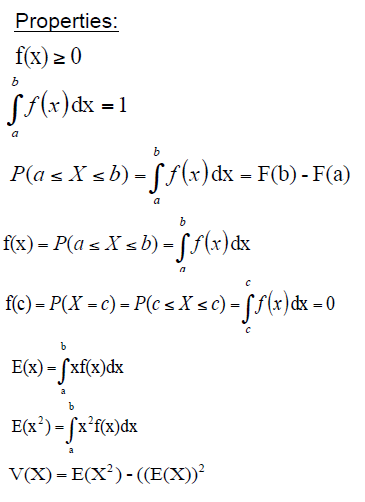 Properties:
f(x) ≥ 0
∫_a^b f(x)dx = 1
P(a ≤ X ≤ b) = ∫_a^b f(x)dx = F(b) - F(a)
f(x) = P(a ≤ X ≤ b) = ∫_a^b f(x)dx
f(c) = P(X = c) = P(c ≤ X ≤ c) = ∫_c^c f(x)dx = 0
E(x) = ∫_a^b xf(x)dx
E(x²) = ∫_a^b x²f(x)dx
V(X) = E(X²) - ((E(X))²